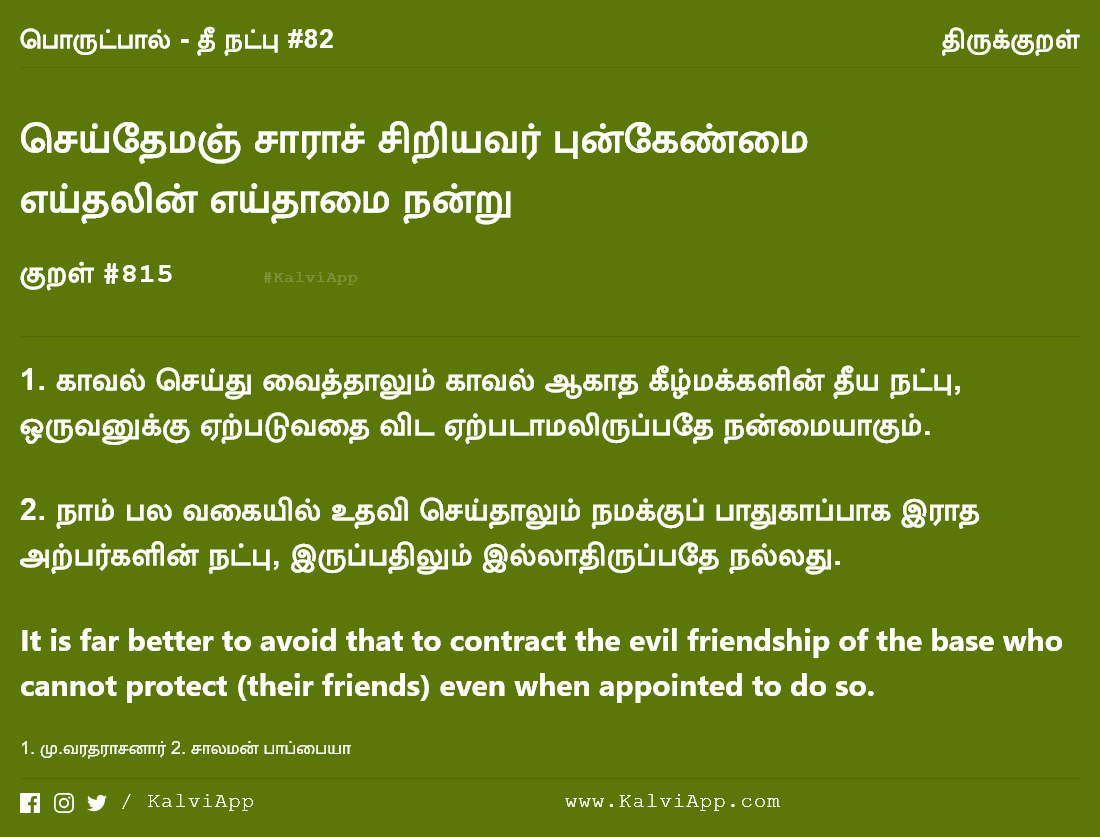 பொருட்பால் - தீ நட்பு #82 திருக்குறள்
செய்தேமஞ் சாராச் சிறியவர் புன்கேண்மை
எய்தலின் எய்தாமை நன்று
குறள் #815 #KalviApp
1. காவல் செய்து வைத்தாலும் காவல் ஆகாத கீழ்மக்களின் தீய நட்பு,
ஒருவனுக்கு ஏற்படுவதை விட ஏற்படாமலிருப்பதே நன்மையாகும்.
2. நாம் பல வகையில் உதவி செய்தாலும் நமக்குப் பாதுகாப்பாக இராத
அற்பர்களின் நட்பு, இருப்பதிலும் இல்லாதிருப்பதே நல்லது.
It is far better to avoid that to contract the evil friendship of the base who
cannot protect (their friends) even when appointed to do so.
1. மு.வரதராசனார் 2. சாலமன் பாப்பையா
/ KalviApp www.KalviApp.com